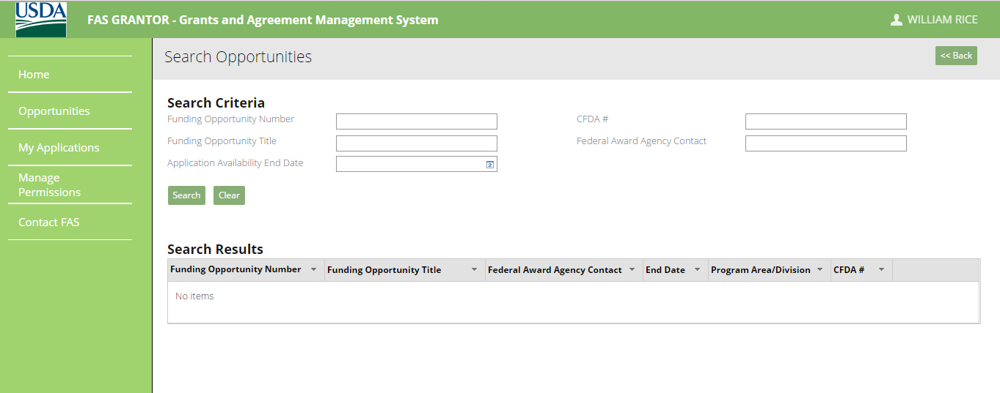 USDA
FAS GRANTOR - Grants and Agreement Management System
WILLIAM RICE
Home
Opportunities
My Applications
Manage
Permissions
Contact FAS
Search Opportunities
<< Back
Search Criteria
Funding Opportunity Number
CFDA #
Funding Opportunity Title
Federal Award Agency Contact
Application Availability End Date
2
Search
Clear
Search Results
Funding Opportunity Number
Funding Opportunity Title
Federal Award Agency Contact
End Date
Program Area/Division
CFDA #
No items